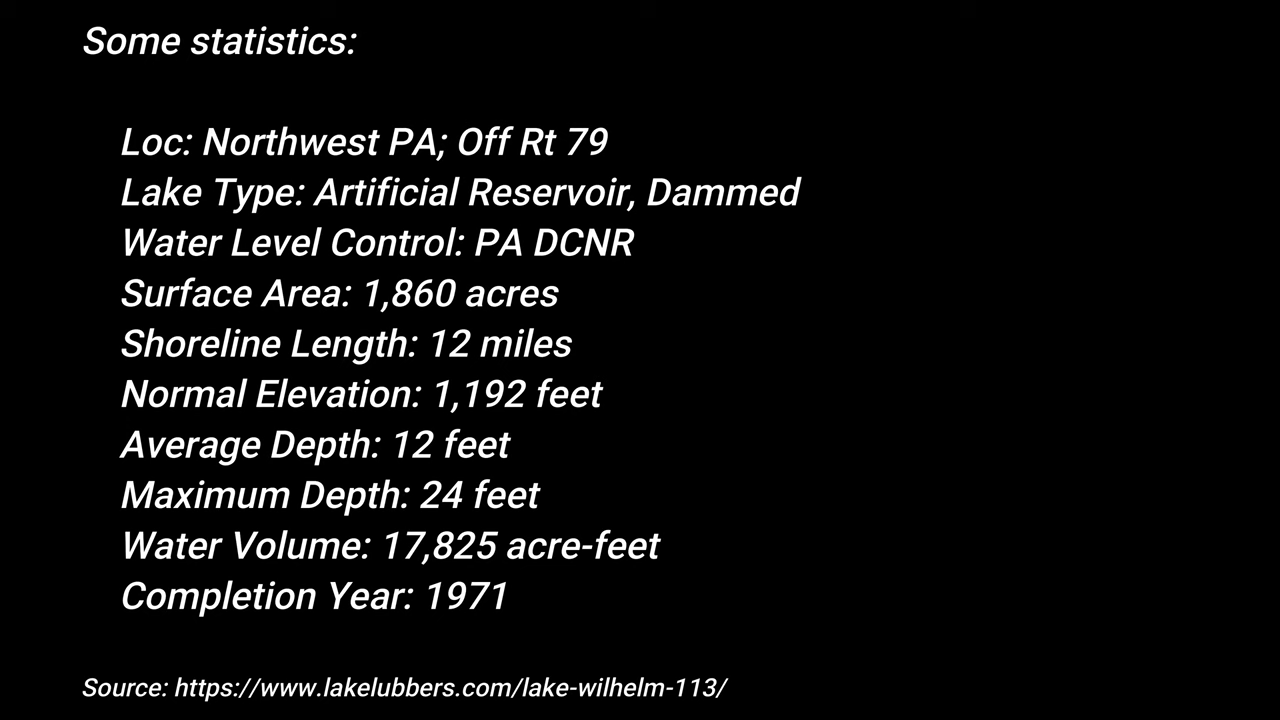 Some statistics:
Loc: Northwest PA; Off Rt 79
Lake Type: Artificial Reservoir, Dammed
Water Level Control: PA DCNR
Surface Area: 1,860 acres
Shoreline Length: 12 miles
Normal Elevation: 1,192 feet
Average Depth: 12 feet
Maximum Depth: 24 feet
Water Volume: 17,825 acre-feet
Completion Year: 1971
Source: https://www.lakelubbers.com/lake-wilhelm-113/